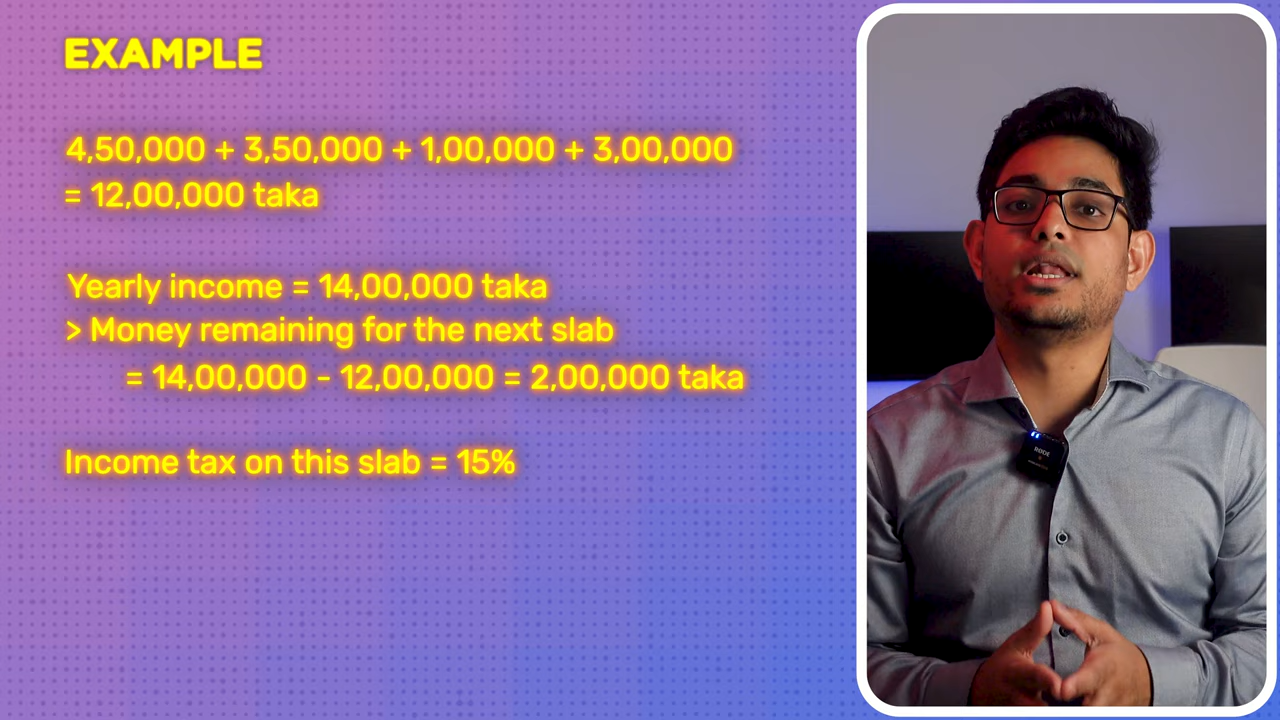 EXAMPLE
4,50,000 + 3,50,000 + 1,00,000 + 3,00,000
= 12,00,000 taka
Yearly income = 14,00,000 taka
> Money remaining for the next slab
= 14,00,000 - 12,00,000 = 2,00,000 taka
Income tax on this slab = 15%
RODE